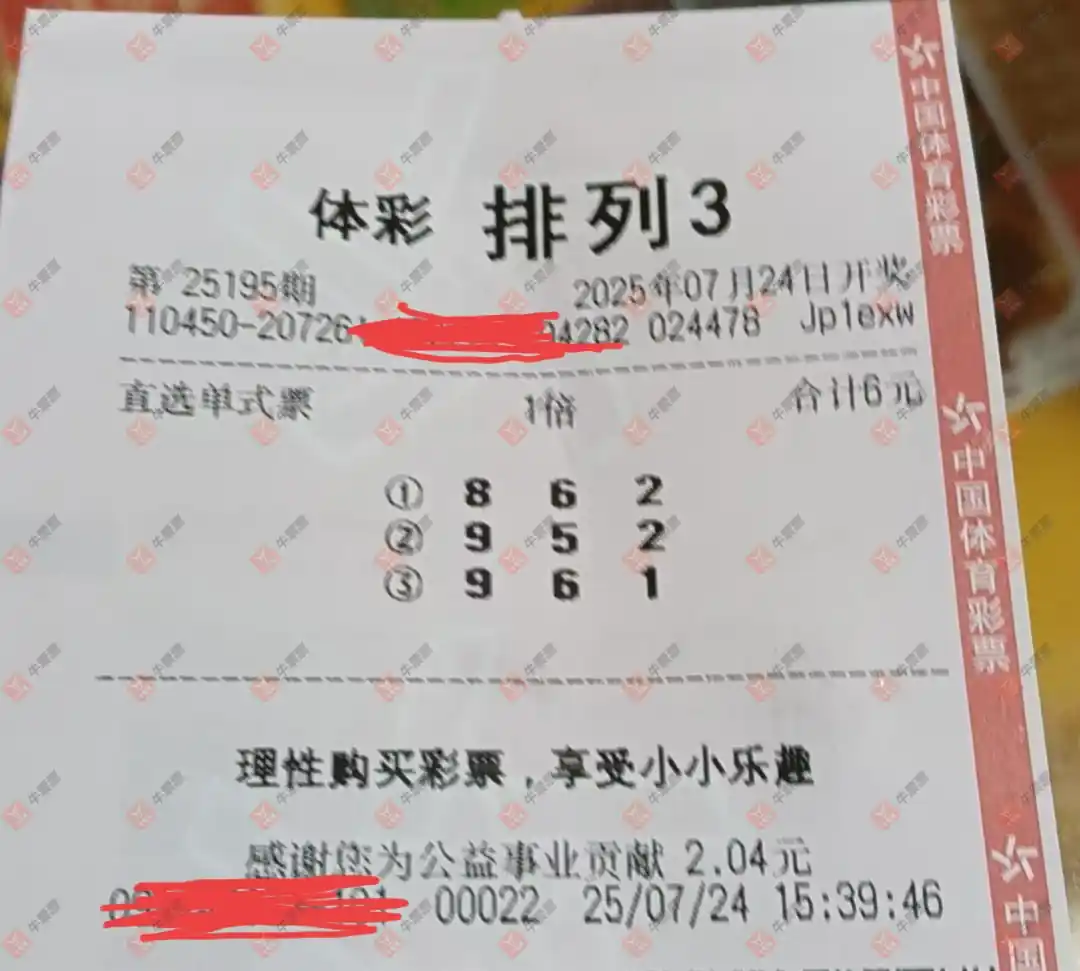 体彩 排列3
第 25195期 2025年07月24日开奖
110450-20726 04282 024478 Jp1exw
直选单式票 1倍 合计6元
① 8 6 2
② 9 5 2
③ 9 6 1
理性购买彩票，享受小小乐趣
感谢您为公益事业贡献 2.04元
00022 25/07/24 15:39:46
中国体育彩票
中国体育彩票
中国